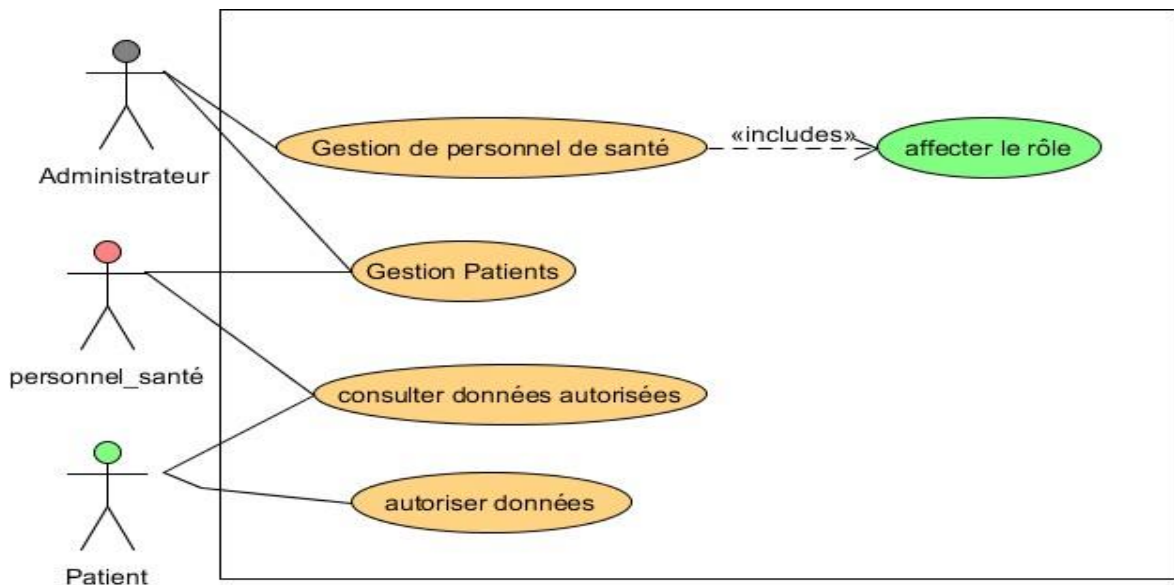 Administrateur
Gestion de personnel de santé
«includes»
affecter le rôle
personnel_santé
Gestion Patients
consulter données autorisées
Patient
autoriser données